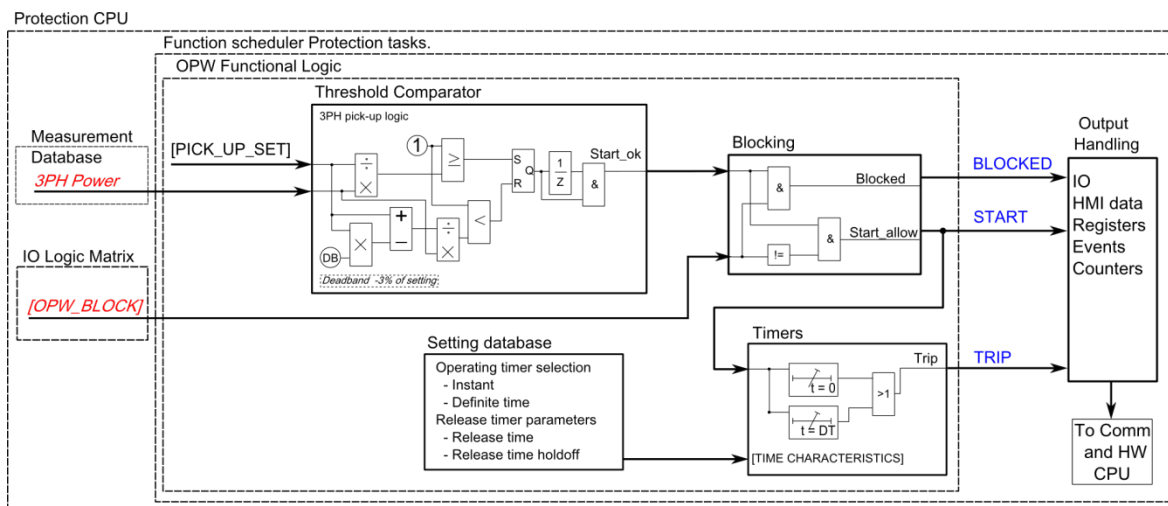 Protection CPU
Function scheduler Protection tasks.
OPW Functional Logic
Threshold Comparator
3PH pick-up logic
Measurement
Database
3PH Power
[PICK_UP_SET]
1
÷
×
≥
S
Q
R
1
Z
&
Start_ok
<
+
−
÷
×
×
DB
Deadband -3% of setting
Blocking
&
Blocked
&
Start_allow
!=
BLOCKED
START
Output
Handling
IO
HMI data
Registers
Events
Counters
IO Logic Matrix
[OPW_BLOCK]
Setting database
Operating timer selection
- Instant
- Definite time
Release timer parameters
- Release time
- Release time holdoff
Timers
t = 0
t = DT
>1
Trip
[TIME CHARACTERISTICS]
TRIP
To Comm
and HW
CPU